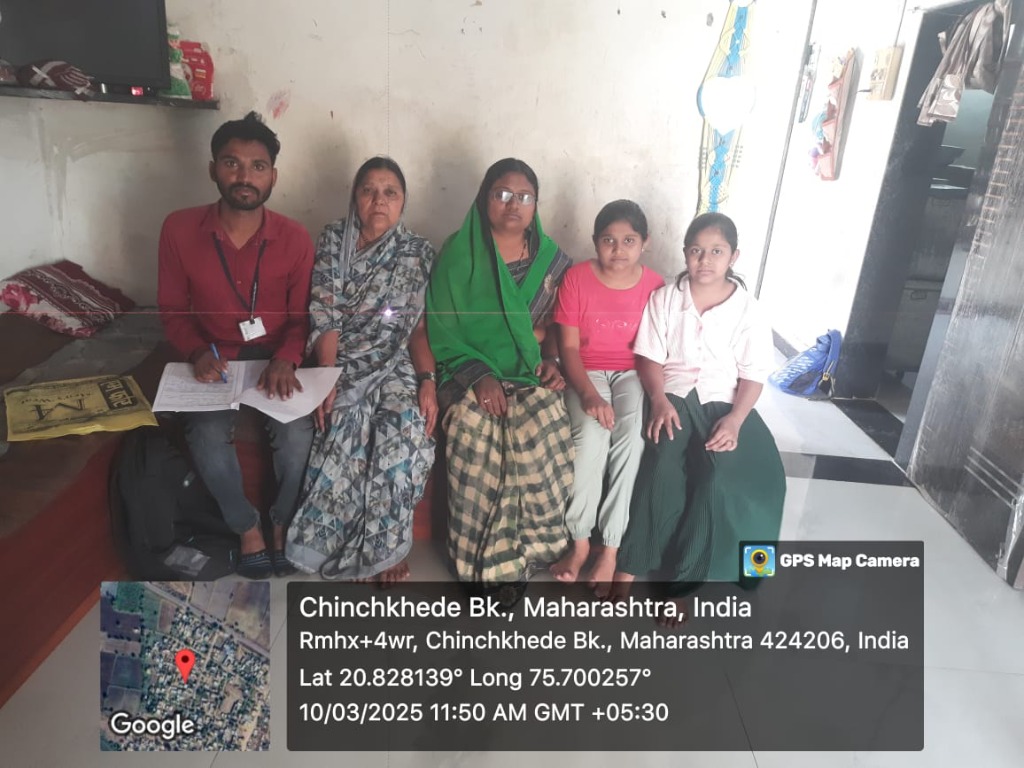 GPS Map Camera
Chinchkhede Bk., Maharashtra, India
Rmhx+4wr, Chinchkhede Bk., Maharashtra 424206, India
Lat 20.828139° Long 75.700257°
10/03/2025 11:50 AM GMT +05:30
Google